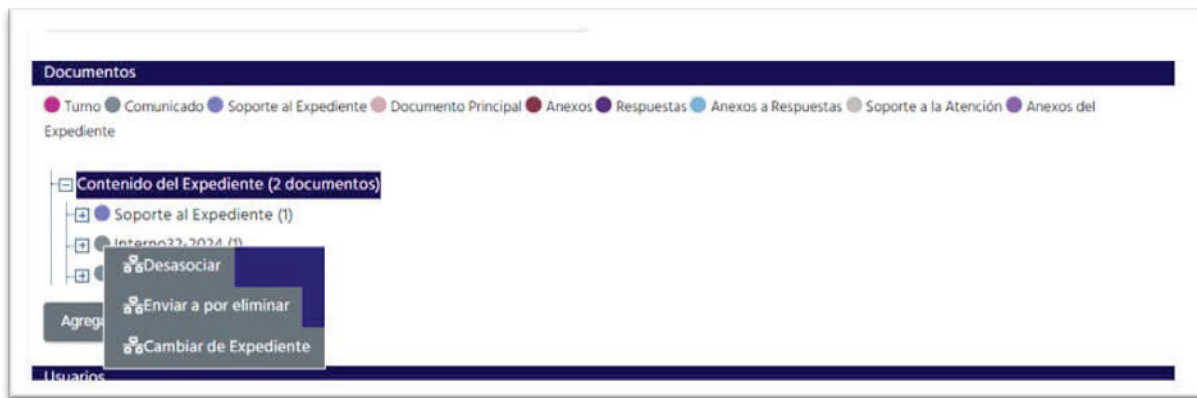 Documentos
Turno Comunicado Soporte al Expediente Documento Principal Anexos Respuestas Anexos a Respuestas Soporte a la Atención Anexos del
Expediente
Contenido del Expediente (2 documentos)
Soporte al Expediente (1)
Interno32-2024 (1)
Desasociar
Enviar a por eliminar
Agreg
Cambiar de Expediente
Usuarios